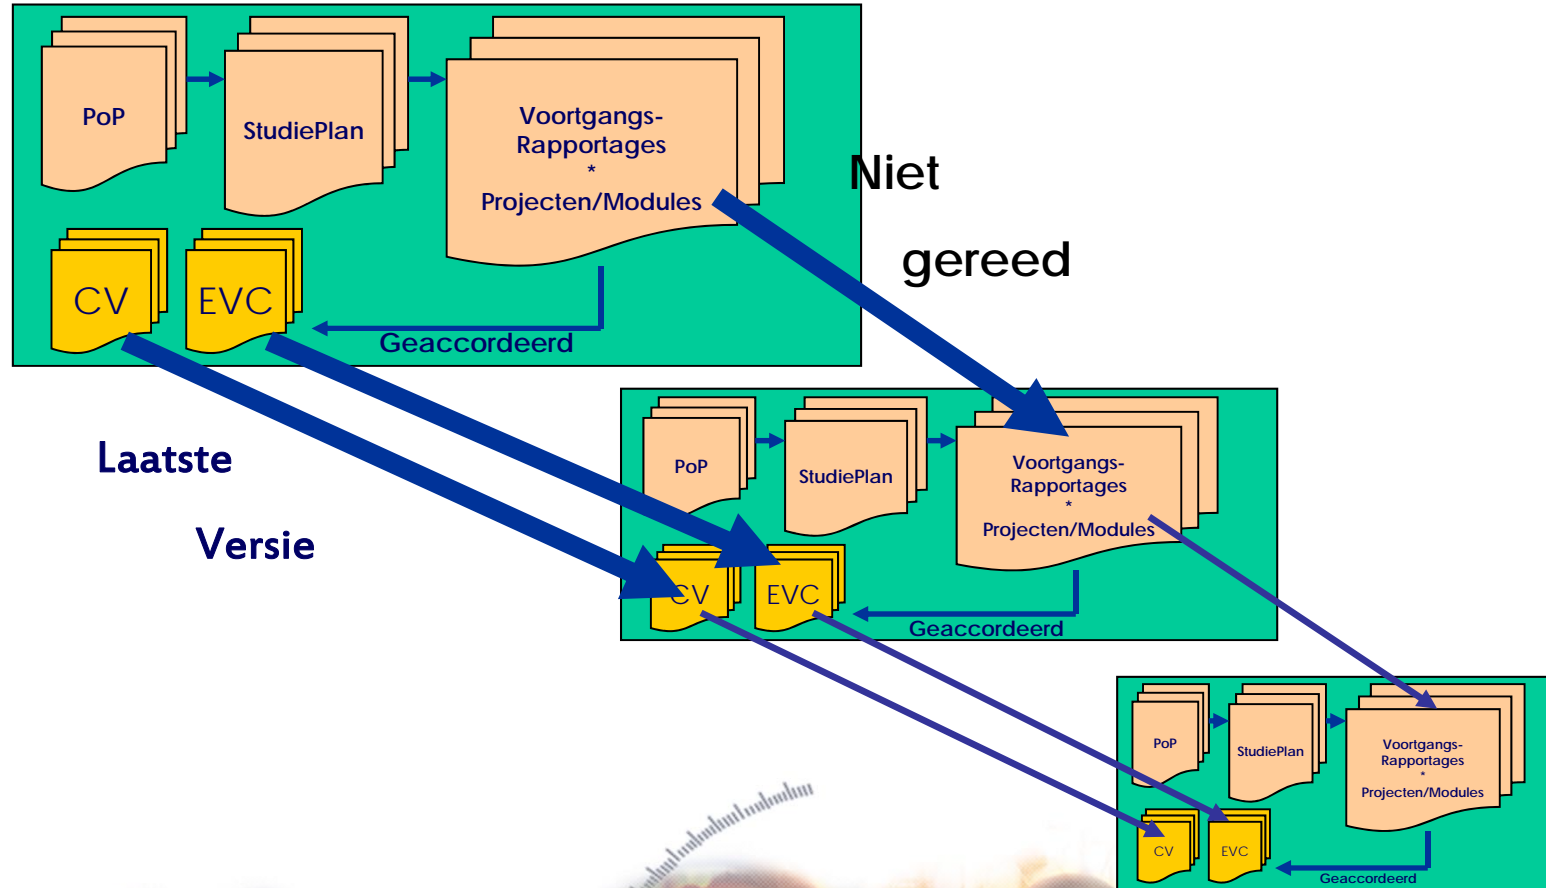 PoP
StudiePlan
Voortgangs-
Rapportages
*
Projecten/Modules
CV
EVC
Geaccordeerd
Niet
gereed
Laatste
Versie
PoP
StudiePlan
Voortgangs-
Rapportages
*
Projecten/Modules
CV
EVC
Geaccordeerd
PoP
StudiePlan
Voortgangs-
Rapportages
*
Projecten/Modules
CV
EVC
Geaccordeerd